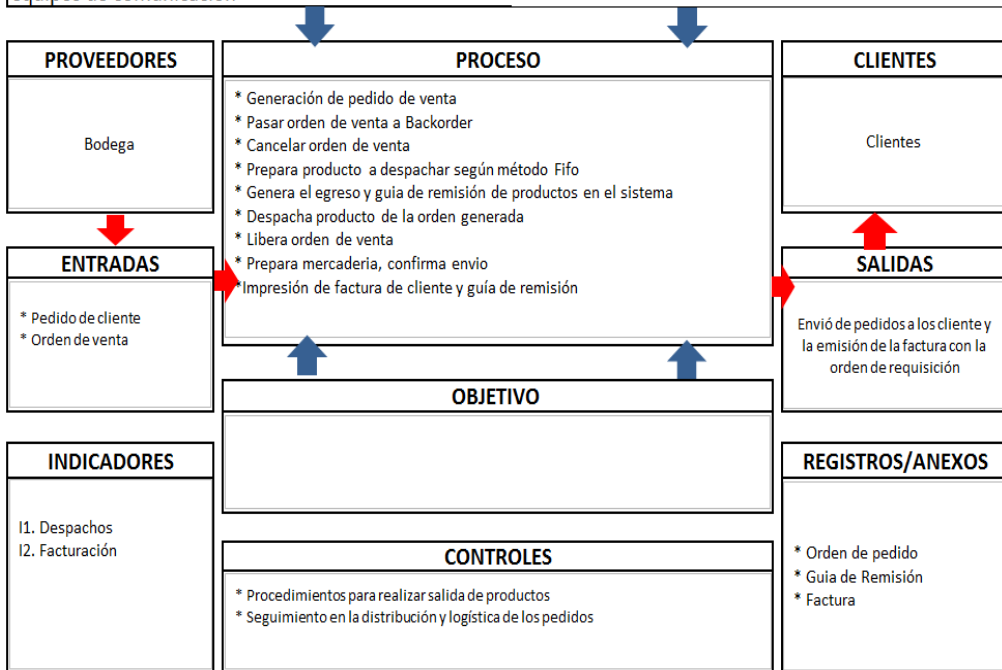 equipos de comunicación
PROVEEDORES
Bodega
PROCESO
* Generación de pedido de venta
* Pasar orden de venta a Backorder
* Cancelar orden de venta
* Prepara producto a despachar según método Fifo
* Genera el egreso y guia de remisión de productos en el sistema
* Despacha producto de la orden generada
* Libera orden de venta
* Prepara mercaderia, confirma envio
*Impresión de factura de cliente y guía de remisión
CLIENTES
Clientes
ENTRADAS
* Pedido de cliente
* Orden de venta
SALIDAS
Envió de pedidos a los cliente y
la emisión de la factura con la
orden de requisición
OBJETIVO
INDICADORES
I1. Despachos
I2. Facturación
CONTROLES
* Procedimientos para realizar salida de productos
* Seguimiento en la distribución y logística de los pedidos
REGISTROS/ANEXOS
* Orden de pedido
* Guia de Remisión
* Factura